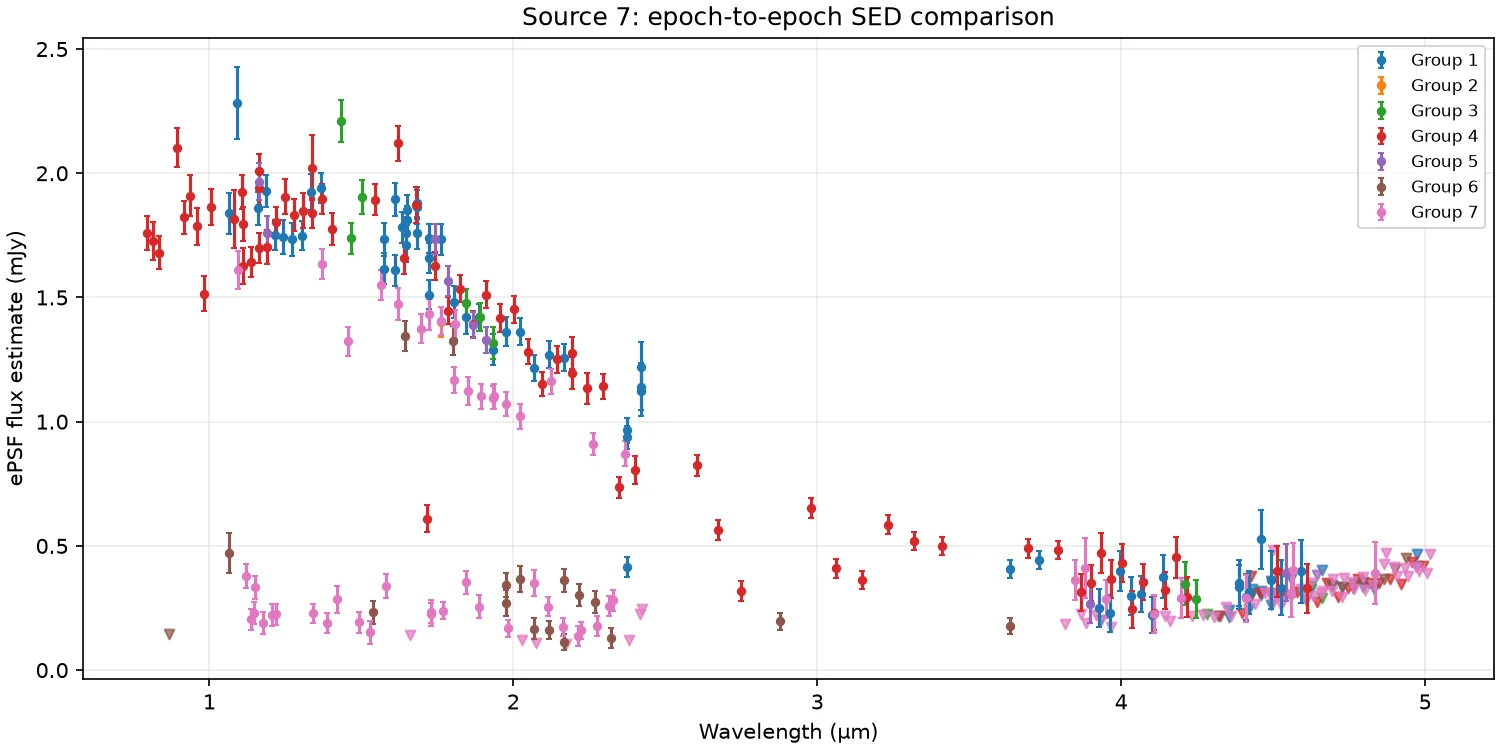 Source 7: epoch-to-epoch SED comparison
ePSF flux estimate (mJy)
2.5
2.0
1.5
1.0
0.5
0.0
1 2 3 4 5
Wavelength (μm)
Group 1
Group 2
Group 3
Group 4
Group 5
Group 6
Group 7